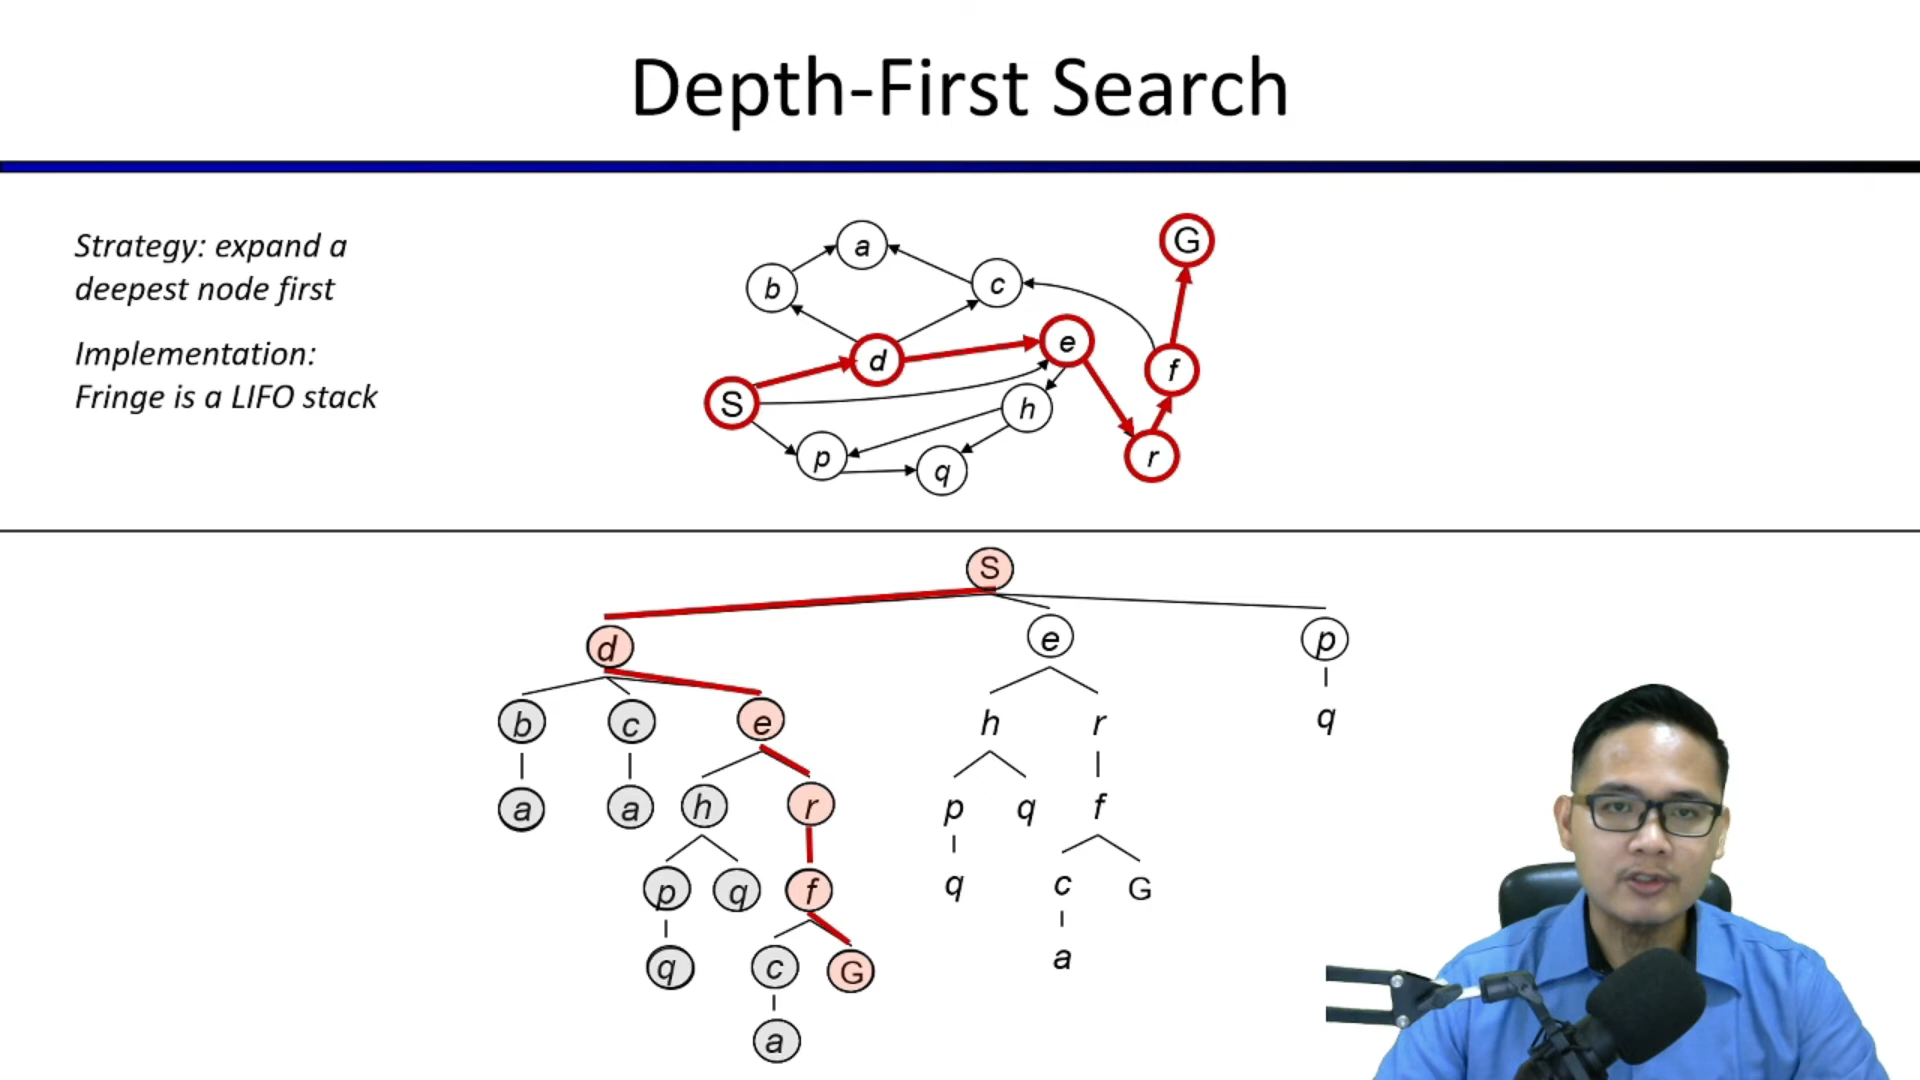 Depth-First Search
Strategy: expand a
deepest node first
Implementation:
Fringe is a LIFO stack
G
a
b
c
e
d
f
S
h
p
q
r
S
d
e
p
b
c
e
h
r
q
a
a
h
r
p
q
f
p
q
f
q
c
G
q
c
G
a
a